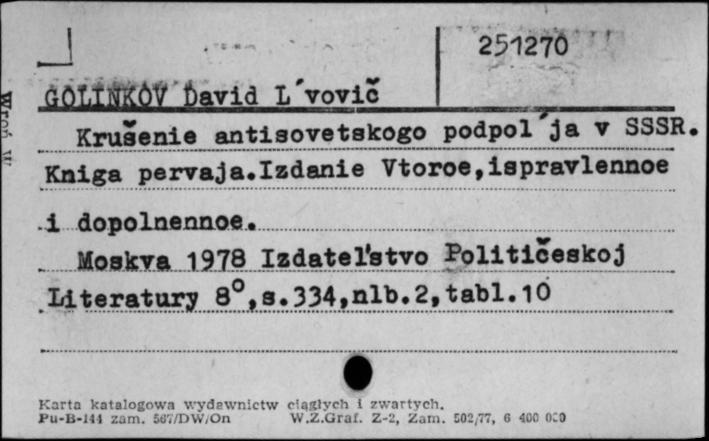 251270
GOLINKOV David L´vovič
Krušenie antisovetskogo podpol´ja v SSSR.
Kniga pervaja.Izdanie Vtoroe,ispravlennoe
i dopolnennoe.
Moskva 1978 Izdatel'stvo Političeskoj
Literatury 8°,s.334,nlb.2,tabl.10
Karta katalogowa wydawnictw ciągłych i zwartych.
Pu-B-144 zam. 567/DW/On W.Z.Graf. Z-2, Zam. 502/77, 6 400 000